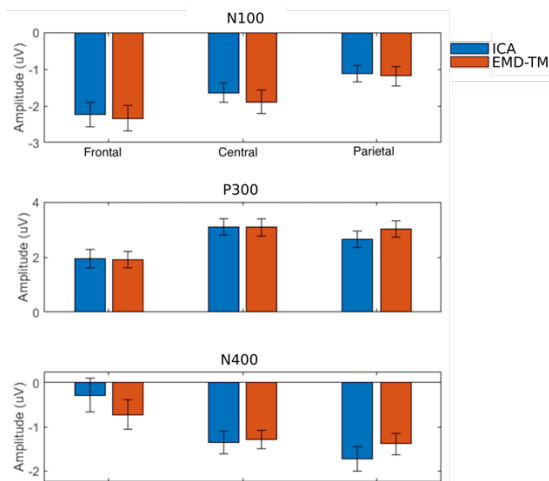 N100
ICA
EMD-TM
Amplitude (uV)
0
-1
-2
-3
Frontal Central Parietal
P300
Amplitude (uV)
4
2
0
N400
Amplitude (uV)
0
-1
-2